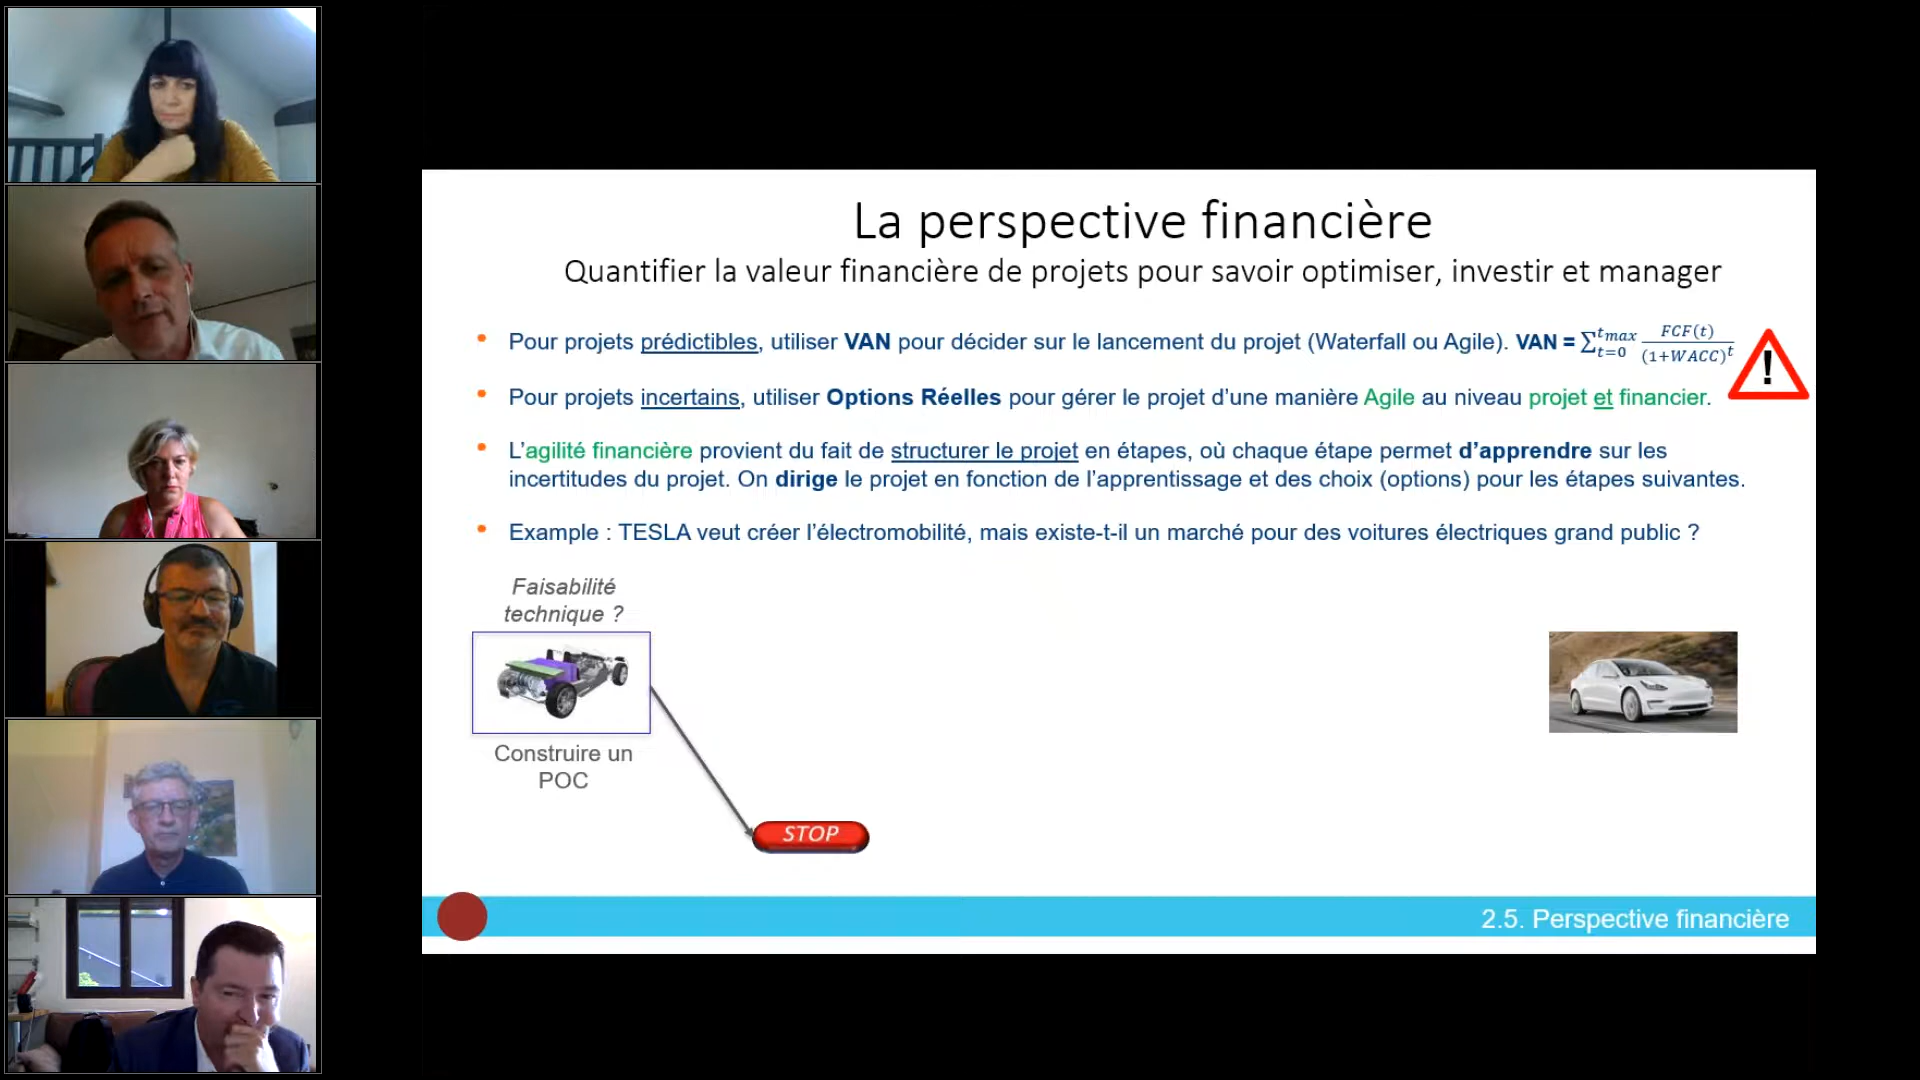 La perspective financière
Quantifier la valeur financière de projets pour savoir optimiser, investir et manager
• Pour projets prédictibles, utiliser VAN pour décider sur le lancement du projet (Waterfall ou Agile). VAN = ∑_{t=0}^{tmax} FCF(t)/(1+WACC)^t
!
• Pour projets incertains, utiliser Options Réelles pour gérer le projet d’une manière Agile au niveau projet et financier.
• L’agilité financière provient du fait de structurer le projet en étapes, où chaque étape permet d’apprendre sur les
incertitudes du projet. On dirige le projet en fonction de l’apprentissage et des choix (options) pour les étapes suivantes.
• Example : TESLA veut créer l’électromobilité, mais existe-t-il un marché pour des voitures électriques grand public ?
Faisabilité
technique ?
Construire un
POC
STOP
2.5. Perspective financière